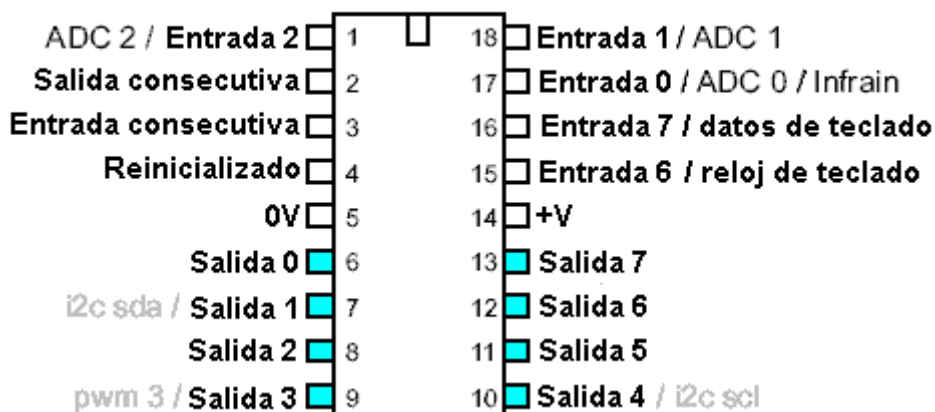 ADC 2 / Entrada 2 1 18 Entrada 1 / ADC 1
Salida consecutiva 2 17 Entrada 0 / ADC 0 / Infrain
Entrada consecutiva 3 16 Entrada 7 / datos de teclado
Reinicializado 4 15 Entrada 6 / reloj de teclado
0V 5 14 +V
Salida 0 6 13 Salida 7
i2c sda / Salida 1 7 12 Salida 6
Salida 2 8 11 Salida 5
pwm 3 / Salida 3 9 10 Salida 4 / i2c scl